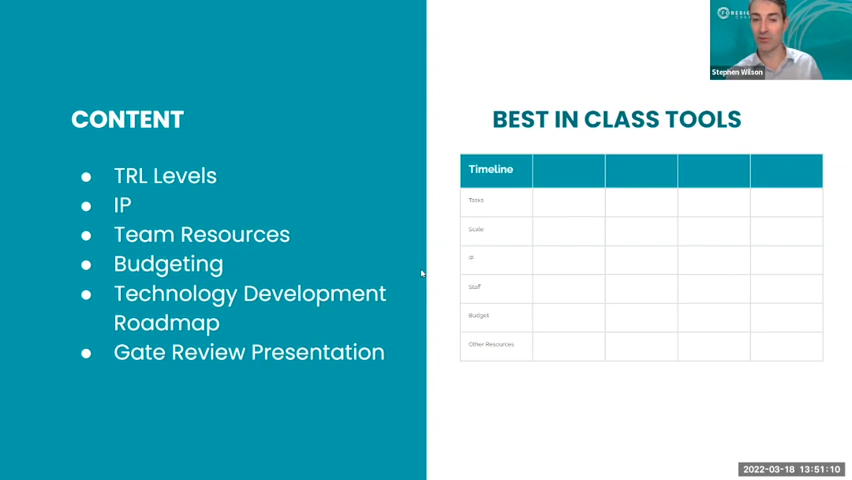 Stephen Wilson
CONTENT
● TRL Levels
● IP
● Team Resources
● Budgeting
● Technology Development
Roadmap
● Gate Review Presentation
BEST IN CLASS TOOLS
Timeline
Tasks
Scale
IP
Staff
Budget
Other Resources
2022-03-18 13:51:10